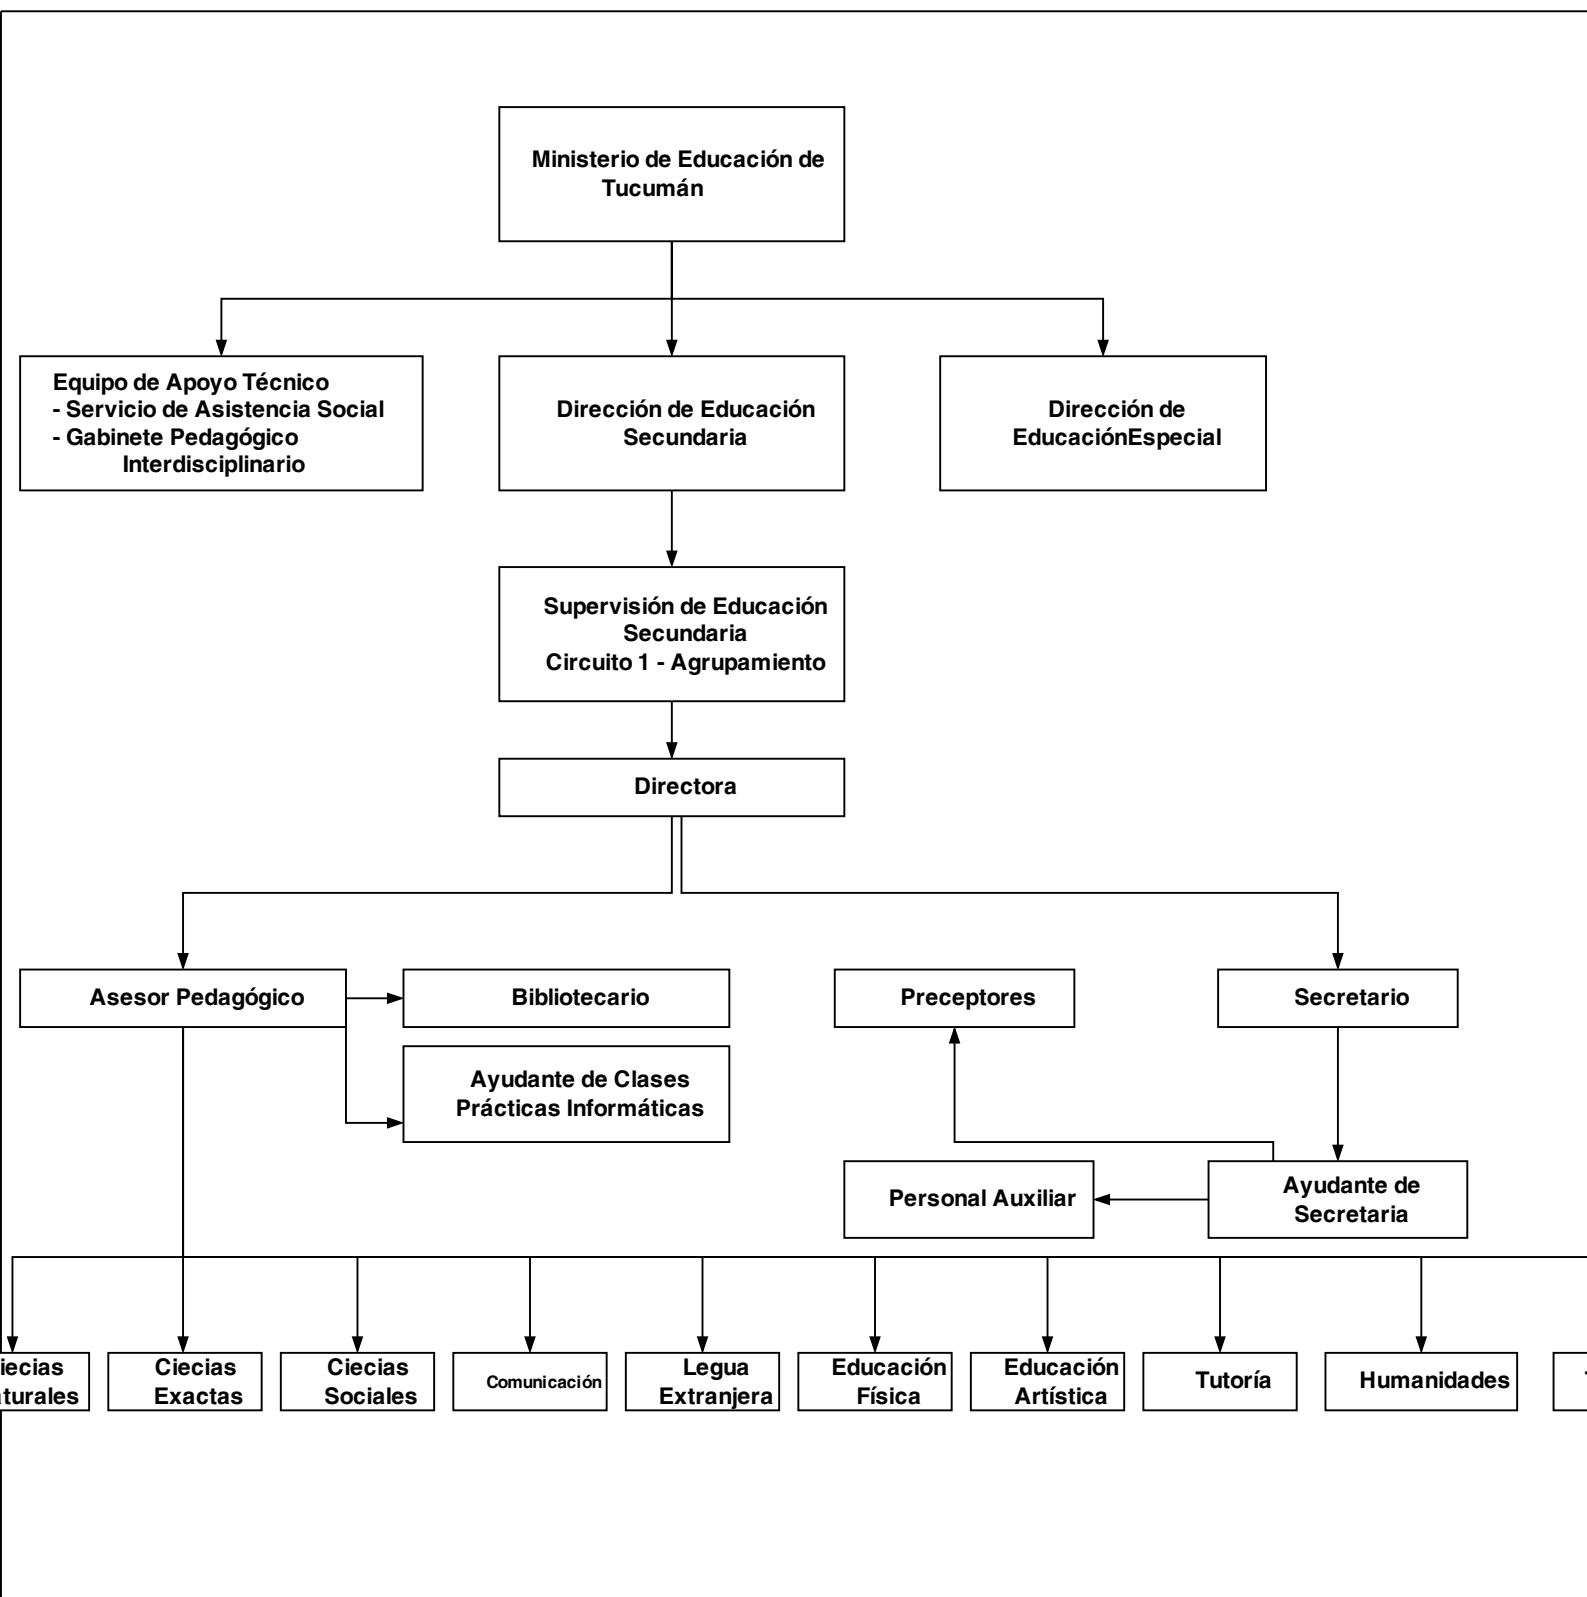 Ministerio de Educación de
Tucumán
Equipo de Apoyo Técnico
- Servicio de Asistencia Social
- Gabinete Pedagógico
Interdisciplinario
Dirección de Educación
Secundaria
Dirección de
EducaciónEspecial
Supervisión de Educación
Secundaria
Circuito 1 - Agrupamiento
Directora
Asesor Pedagógico
Bibliotecario
Preceptores
Secretario
Ayudante de Clases
Prácticas Informáticas
Personal Auxiliar
Ayudante de
Secretaria
iecias
turales
Ciecias
Exactas
Ciecias
Sociales
Comunicación
Legua
Extranjera
Educación
Física
Educación
Artística
Tutoría
Humanidades